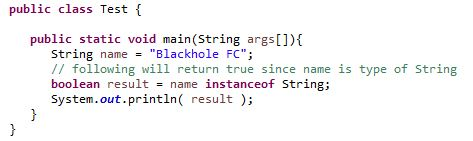 public class Test {
public static void main(String args[]){
String name = "Blackhole FC";
// following will return true since name is type of String
boolean result = name instanceof String;
System.out.println( result );
}
}